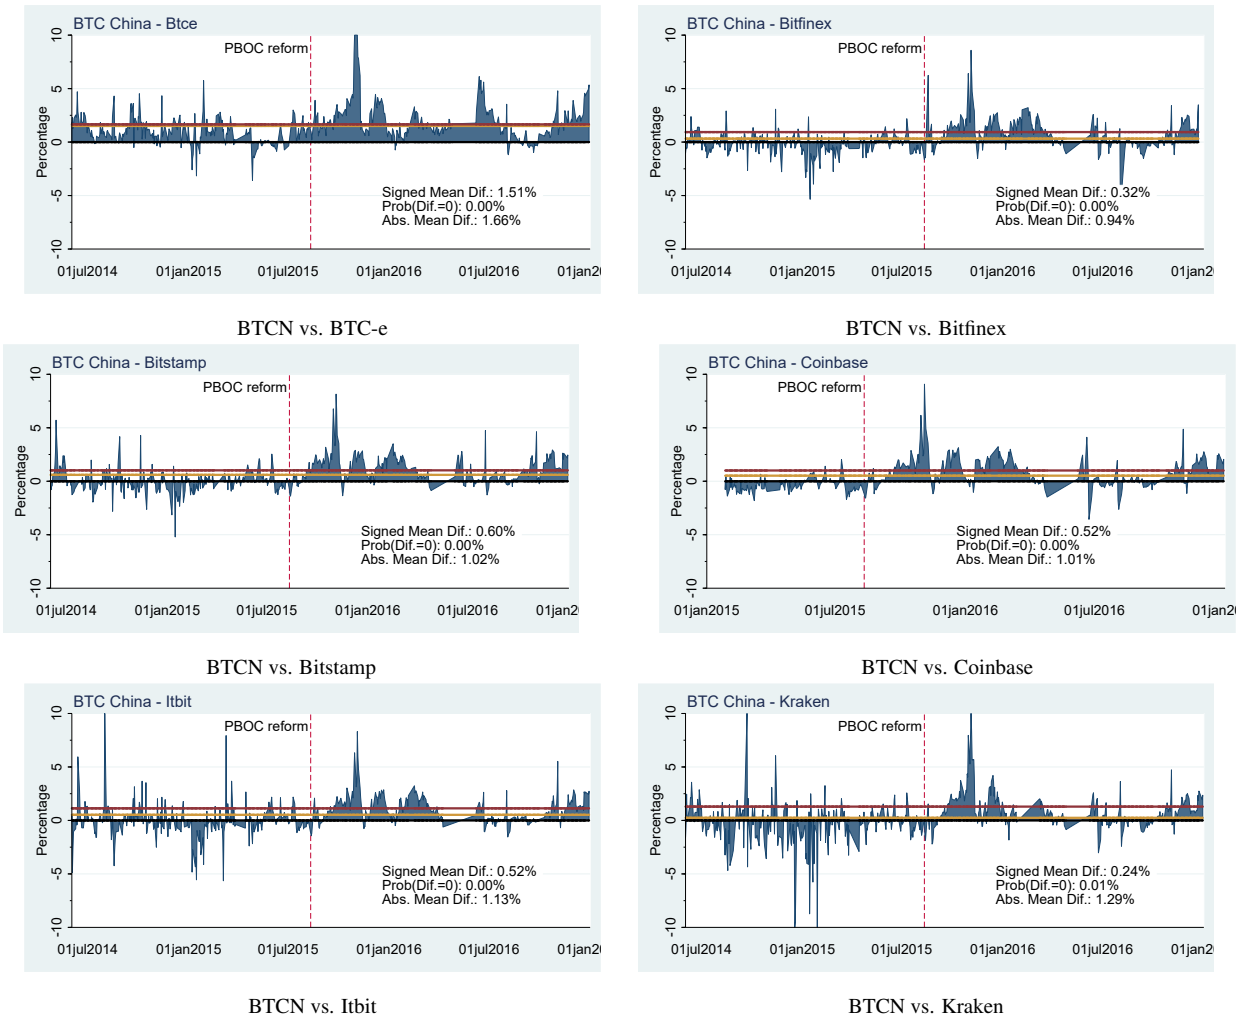 BTC China - Btce
PBOC reform
Percentage
10
5
0
-5
-10
Signed Mean Dif.: 1.51%
Prob(Dif.=0): 0.00%
Abs. Mean Dif.: 1.66%
01jul2014 01jan2015 01jul2015 01jan2016 01jul2016 01jan20
BTCN vs. BTC-e
BTC China - Bitfinex
PBOC reform
Percentage
10
5
0
-5
-10
Signed Mean Dif.: 0.32%
Prob(Dif.=0): 0.00%
Abs. Mean Dif.: 0.94%
01jul2014 01jan2015 01jul2015 01jan2016 01jul2016 01jan20
BTCN vs. Bitfinex
BTC China - Bitstamp
PBOC reform
Percentage
10
5
0
-5
-10
Signed Mean Dif.: 0.60%
Prob(Dif.=0): 0.00%
Abs. Mean Dif.: 1.02%
01jul2014 01jan2015 01jul2015 01jan2016 01jul2016 01jan20
BTCN vs. Bitstamp
BTC China - Coinbase
PBOC reform
Percentage
10
5
0
-5
-10
Signed Mean Dif.: 0.52%
Prob(Dif.=0): 0.00%
Abs. Mean Dif.: 1.01%
01jan2015 01jul2015 01jan2016 01jul2016 01jan20
BTCN vs. Coinbase
BTC China - Itbit
PBOC reform
Percentage
10
5
0
-5
-10
Signed Mean Dif.: 0.52%
Prob(Dif.=0): 0.00%
Abs. Mean Dif.: 1.13%
01jul2014 01jan2015 01jul2015 01jan2016 01jul2016 01jan20
BTCN vs. Itbit
BTC China - Kraken
PBOC reform
Percentage
10
5
0
-5
-10
Signed Mean Dif.: 0.24%
Prob(Dif.=0): 0.01%
Abs. Mean Dif.: 1.29%
01jul2014 01jan2015 01jul2015 01jan2016 01jul2016 01jan20
BTCN vs. Kraken